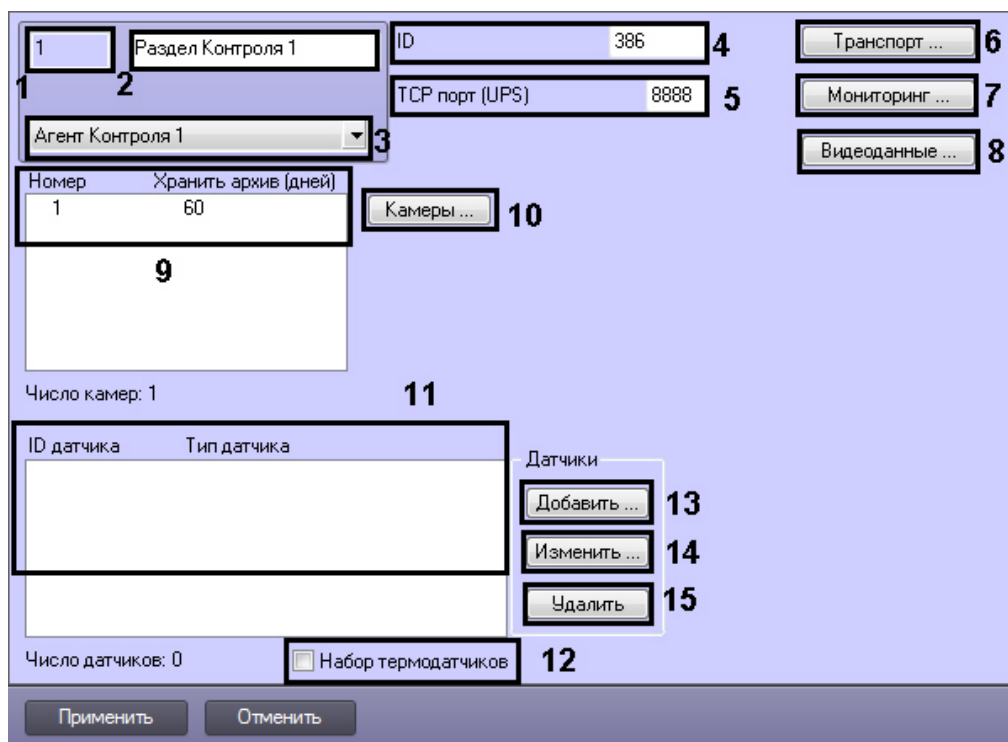 1
Раздел Контроля 1
ID 386 4
Транспорт ... 6
1 2
TCP порт (UPS) 8888 5
Мониторинг ... 7
Агент Контроля 1 3
Видеоданные ... 8
Номер Хранить архив (дней)
1 60
Камеры ... 10
9
Число камер: 1
11
ID датчика Тип датчика
Датчики
Добавить ... 13
Изменить ... 14
Удалить 15
Число датчиков: 0
Набор термодатчиков 12
Применить Отменить